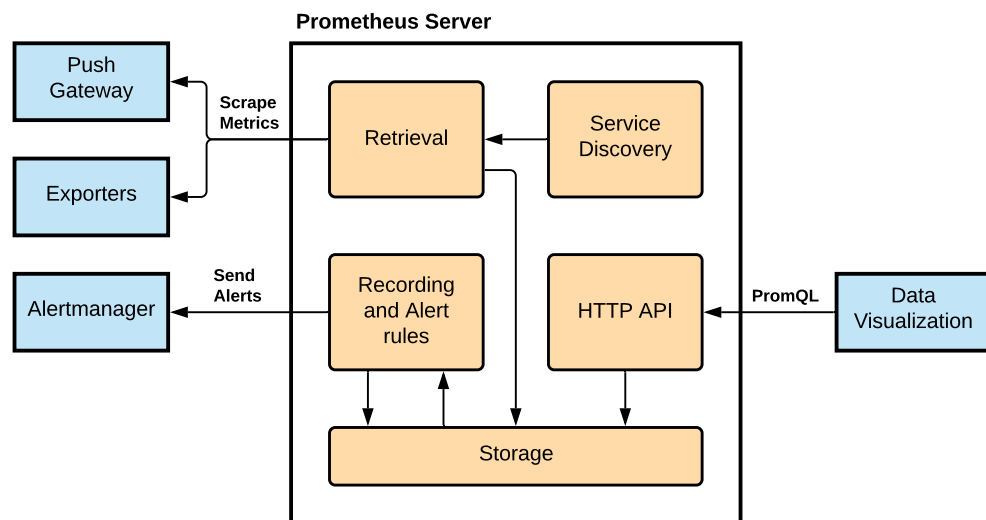 Prometheus Server
Push
Gateway
Scrape
Metrics
Retrieval
Service
Discovery
Exporters
Send
Alerts
Alertmanager
Recording
and Alert
rules
HTTP API
PromQL
Data
Visualization
Storage